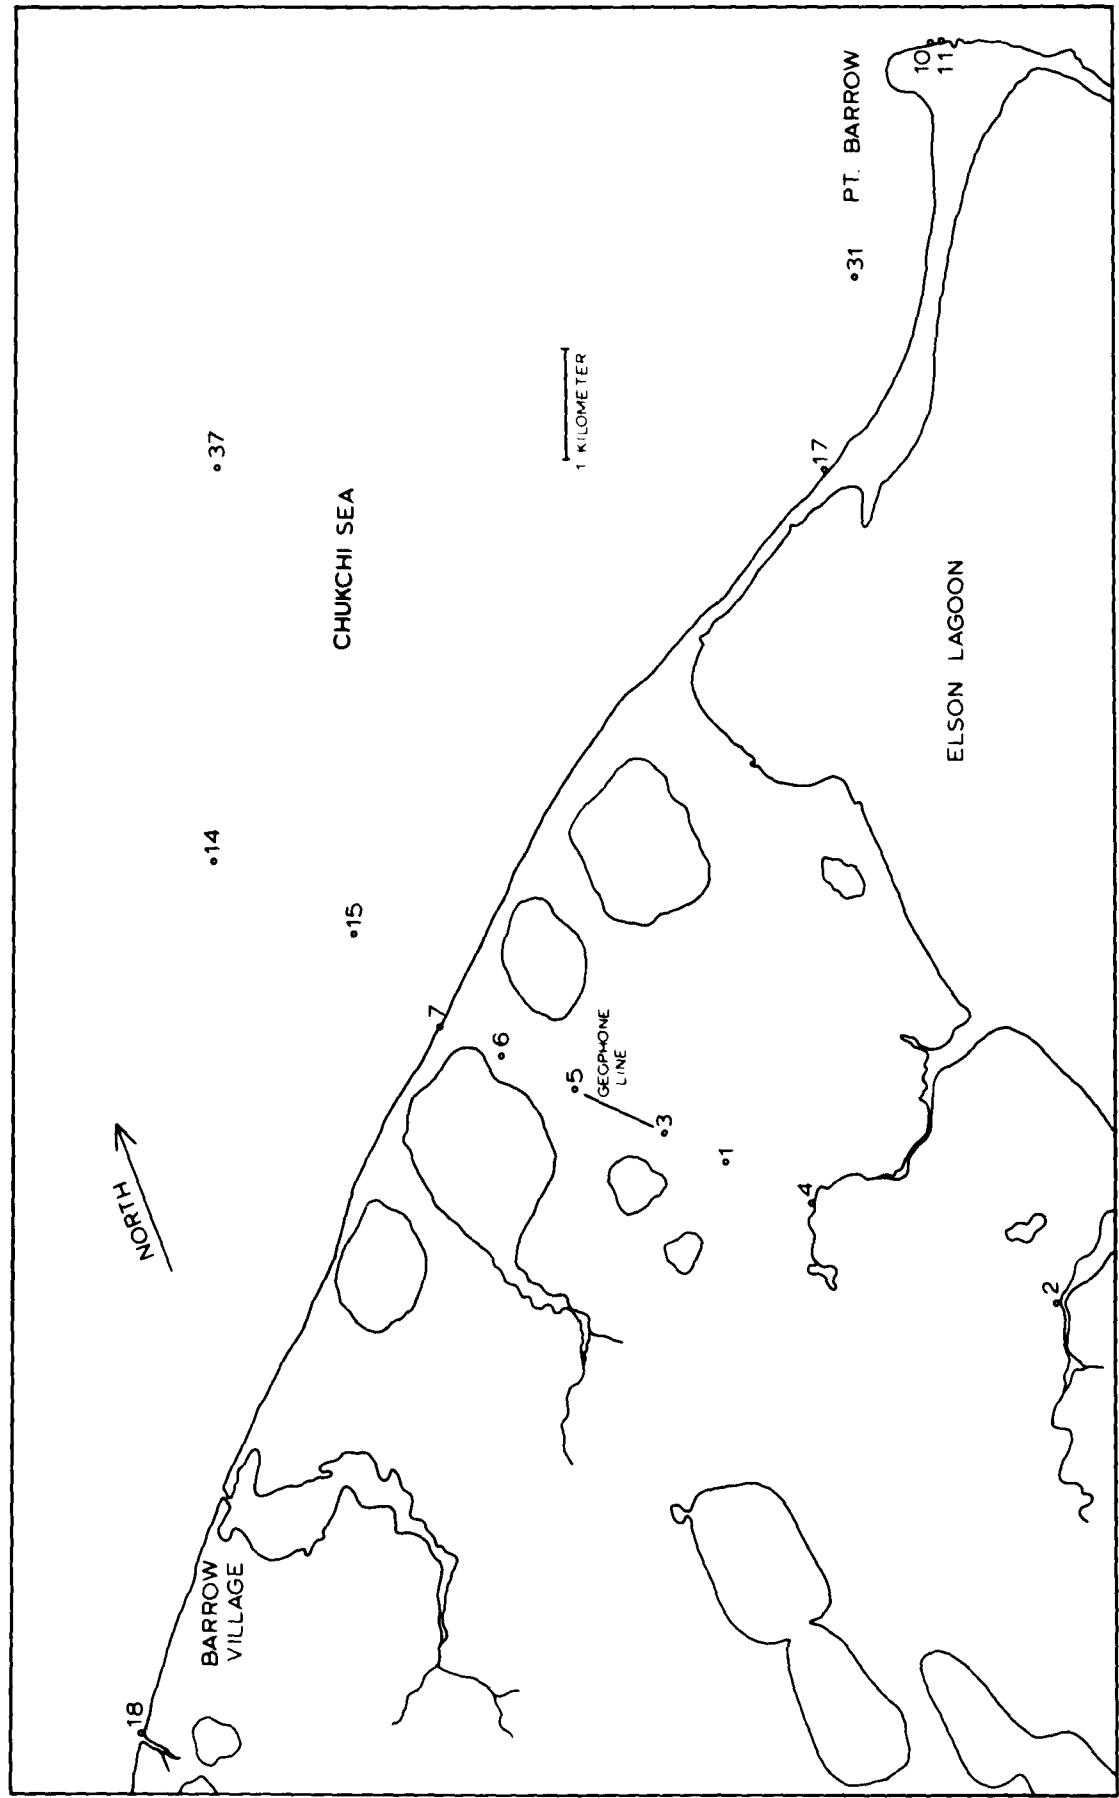 10
11
PT. BARROW
31
1 KILOMETER
37
17
CHUKCHI SEA
ELSON LAGOON
14
15
7
6
5
GEOPHONE
LINE
3
1
4
NORTH
2
BARROW
VILLAGE
18